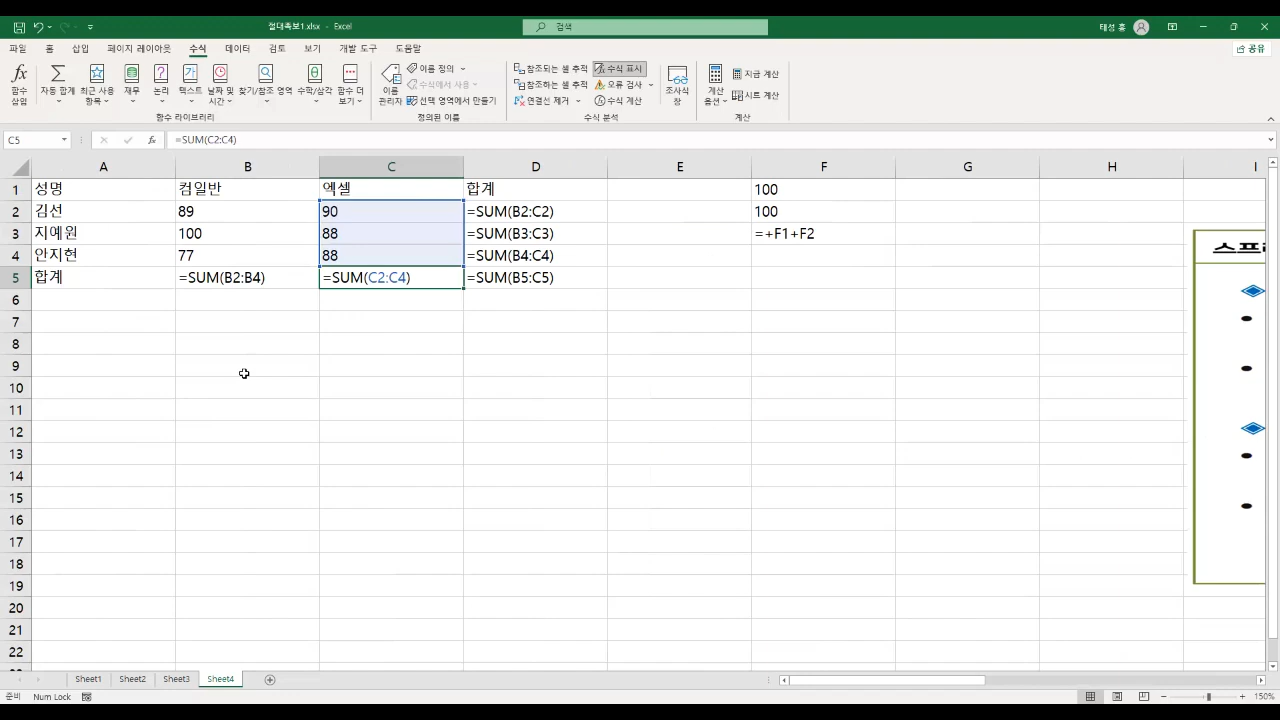 절대족보1.xlsx - Excel
검색
태성 홍
파일 홈 삽입 페이지 레이아웃 수식 데이터 검토 보기 개발 도구 도움말
공유
함수 삽입
자동 합계
최근 사용 항목
재무
논리
텍스트
날짜 및 시간
찾기/참조 영역
수학/삼각
함수 더 보기
함수 라이브러리
이름 관리자
이름 정의
수식에서 사용
선택 영역에서 만들기
정의된 이름
참조되는 셀 추적
참조하는 셀 추적
연결선 제거
수식 표시
오류 검사
수식 계산
조사식 창
수식 분석
계산 옵션
지금 계산
시트 계산
계산
C5 fx =SUM(C2:C4)
A B C D E F G H I
1 성명 컴일반 엑셀 합계 100
2 김선 89 90 =SUM(B2:C2) 100
3 지예원 100 88 =SUM(B3:C3) =+F1+F2
4 안지현 77 88 =SUM(B4:C4)
5 합계 =SUM(B2:B4) =SUM(C2:C4) =SUM(B5:C5)
6
7
8
9
10
11
12
13
14
15
16
17
18
19
20
21
22
Sheet1 Sheet2 Sheet3 Sheet4
준비 Num Lock
150%